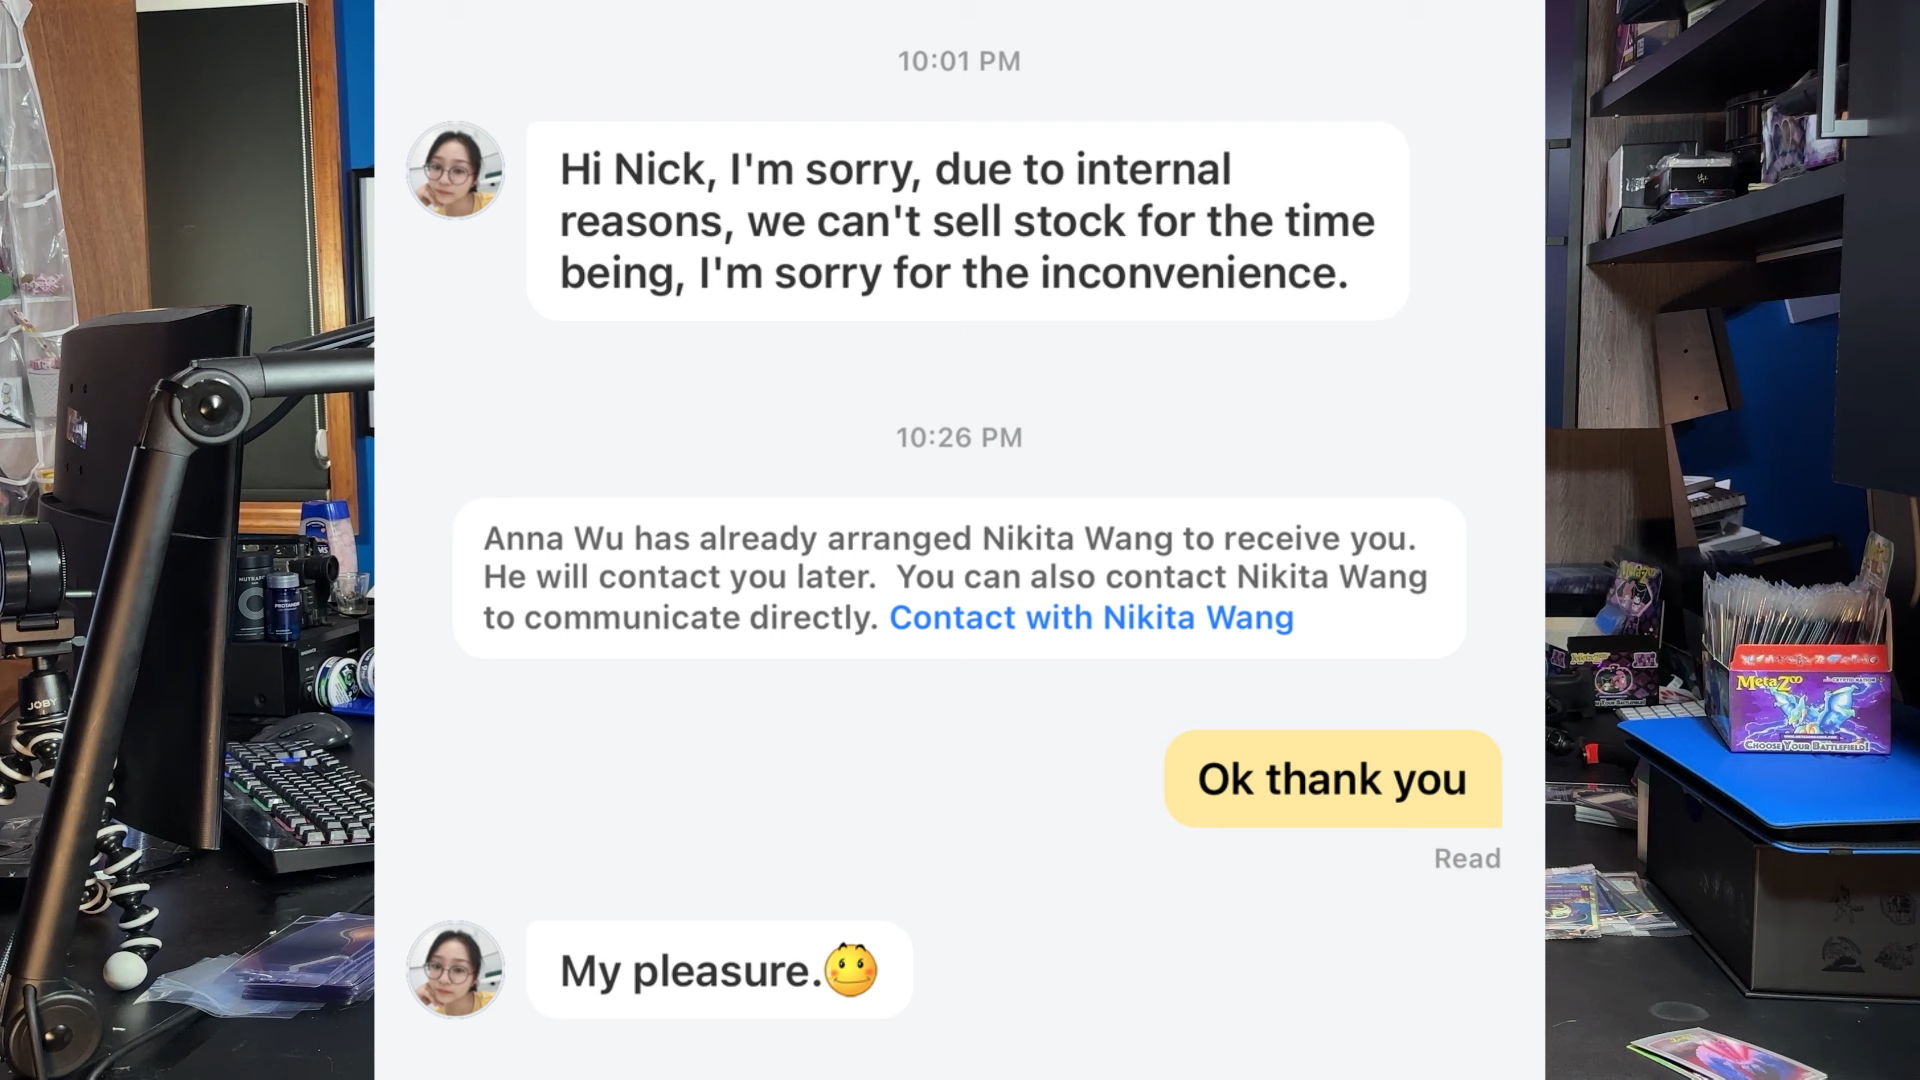 10:01 PM
Hi Nick, I'm sorry, due to internal
reasons, we can't sell stock for the time
being, I'm sorry for the inconvenience.
10:26 PM
Anna Wu has already arranged Nikita Wang to receive you.
He will contact you later.  You can also contact Nikita Wang
to communicate directly. Contact with Nikita Wang
Ok thank you
Read
My pleasure.
JOBY
MetaZoo
MetaZoo
CHOOSE YOUR BATTLEFIELD!